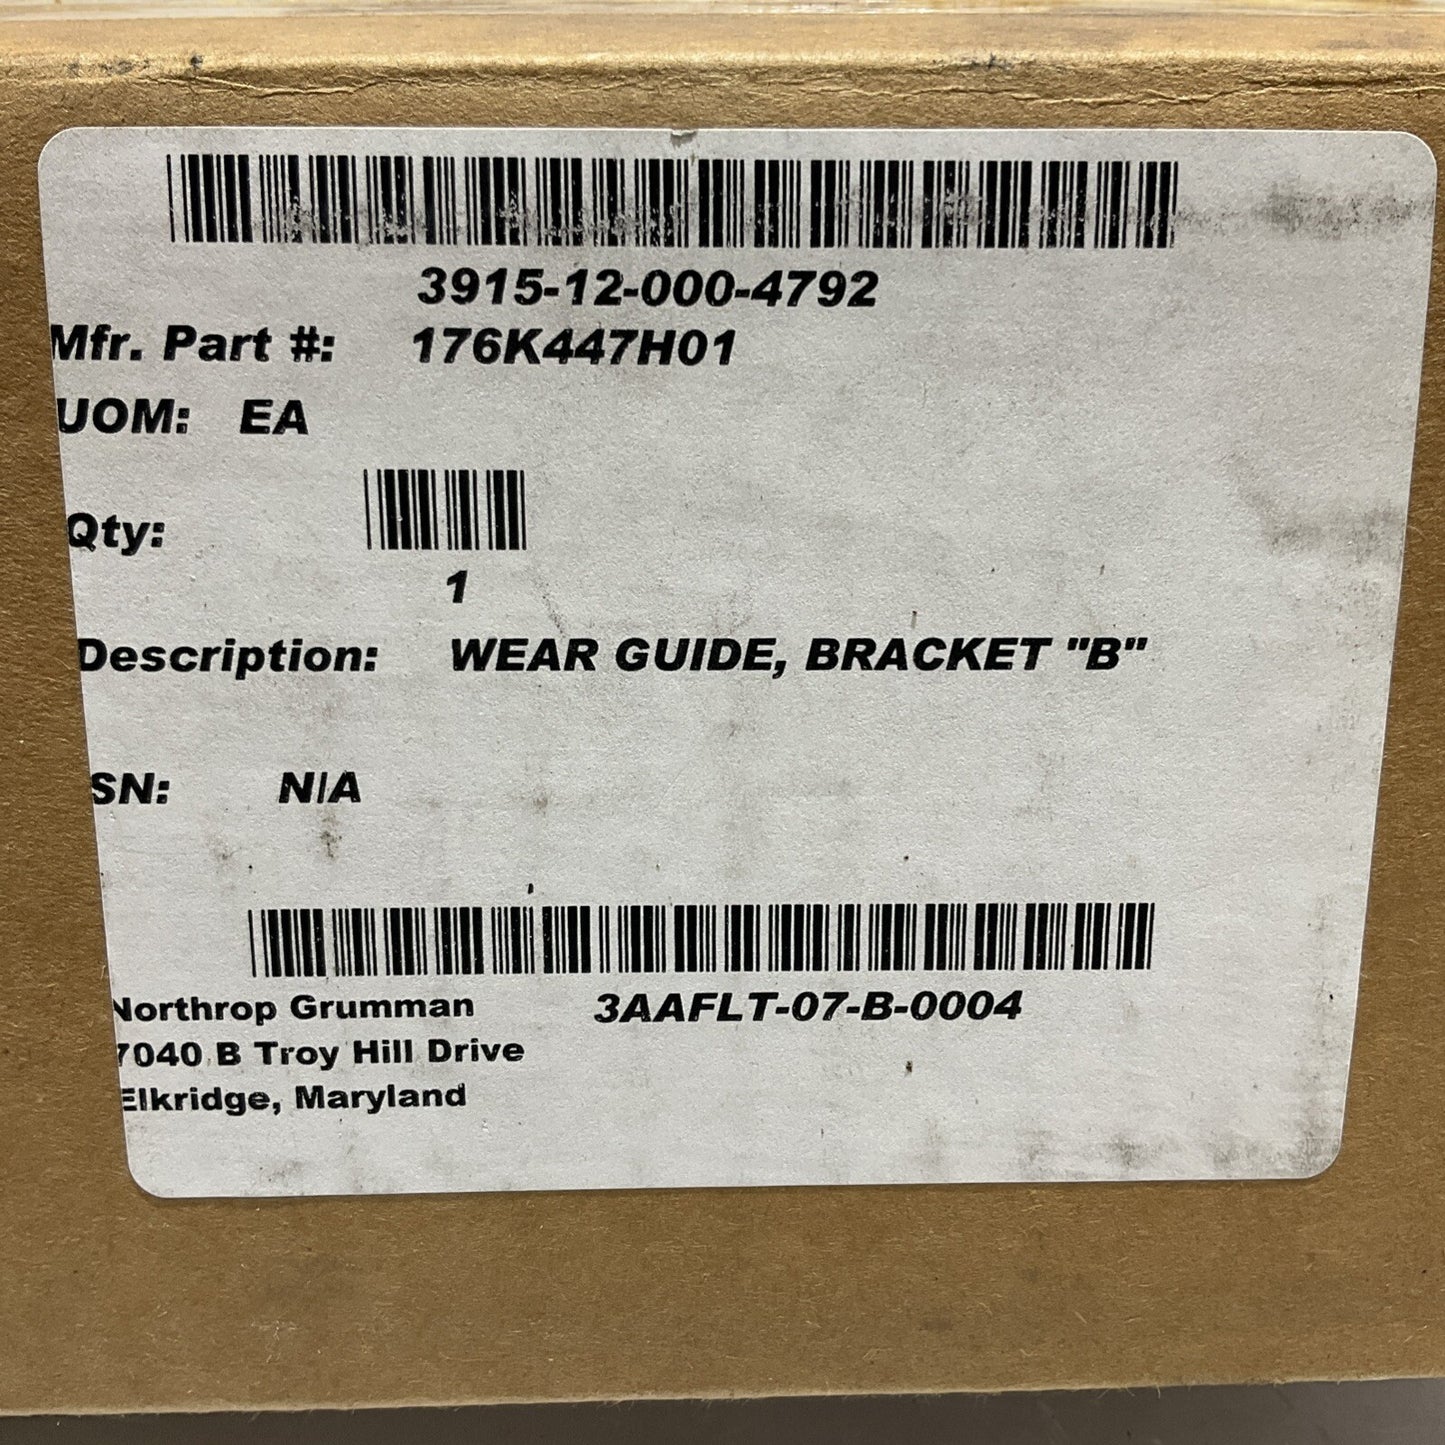 3915-12-000-4792
Mfr. Part #: 176K447H01
UOM: EA
Qty:
1
Description: WEAR GUIDE, BRACKET "B"
SN: N/A
Northrop Grumman 3AAFLT-07-B-0004
7040 B Troy Hill Drive
Elkridge, Maryland